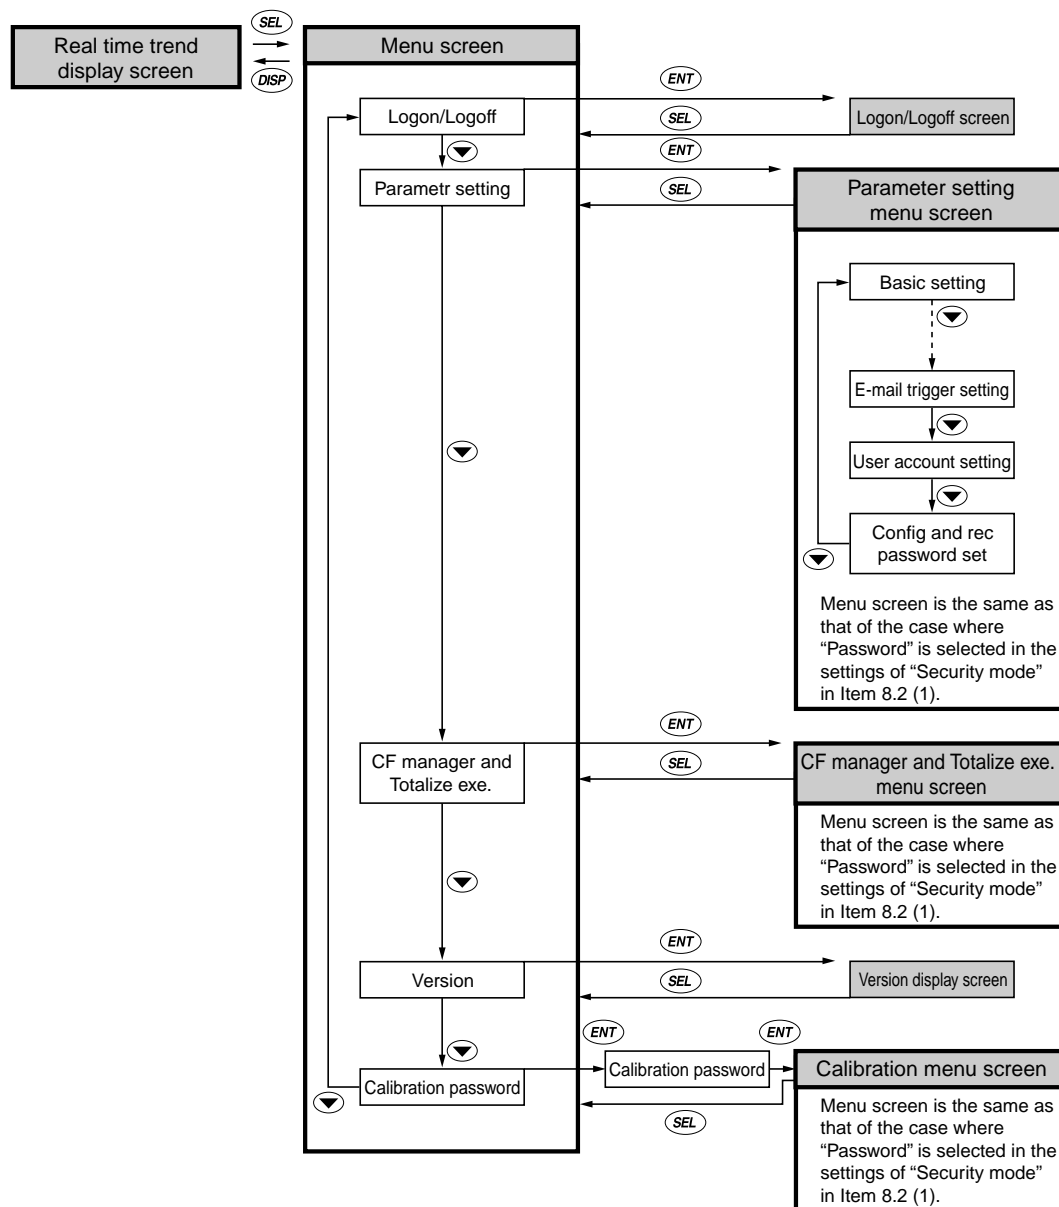 SEL
Real time trend
display screen
DISP
Menu screen
ENT
Logon/Logoff
SEL
Logon/Logoff screen
ENT
Parametr setting
SEL
Parameter setting
menu screen
Basic setting
E-mail trigger setting
User account setting
Config and rec
password set
Menu screen is the same as
that of the case where
“Password” is selected in the
settings of “Security mode”
in Item 8.2 (1).
ENT
CF manager and
Totalize exe.
SEL
CF manager and Totalize exe.
menu screen
Menu screen is the same as
that of the case where
“Password” is selected in the
settings of “Security mode”
in Item 8.2 (1).
ENT
Version
SEL
Version display screen
ENT
ENT
Calibration password
Calibration password
SEL
Calibration menu screen
Menu screen is the same as
that of the case where
“Password” is selected in the
settings of “Security mode”
in Item 8.2 (1).